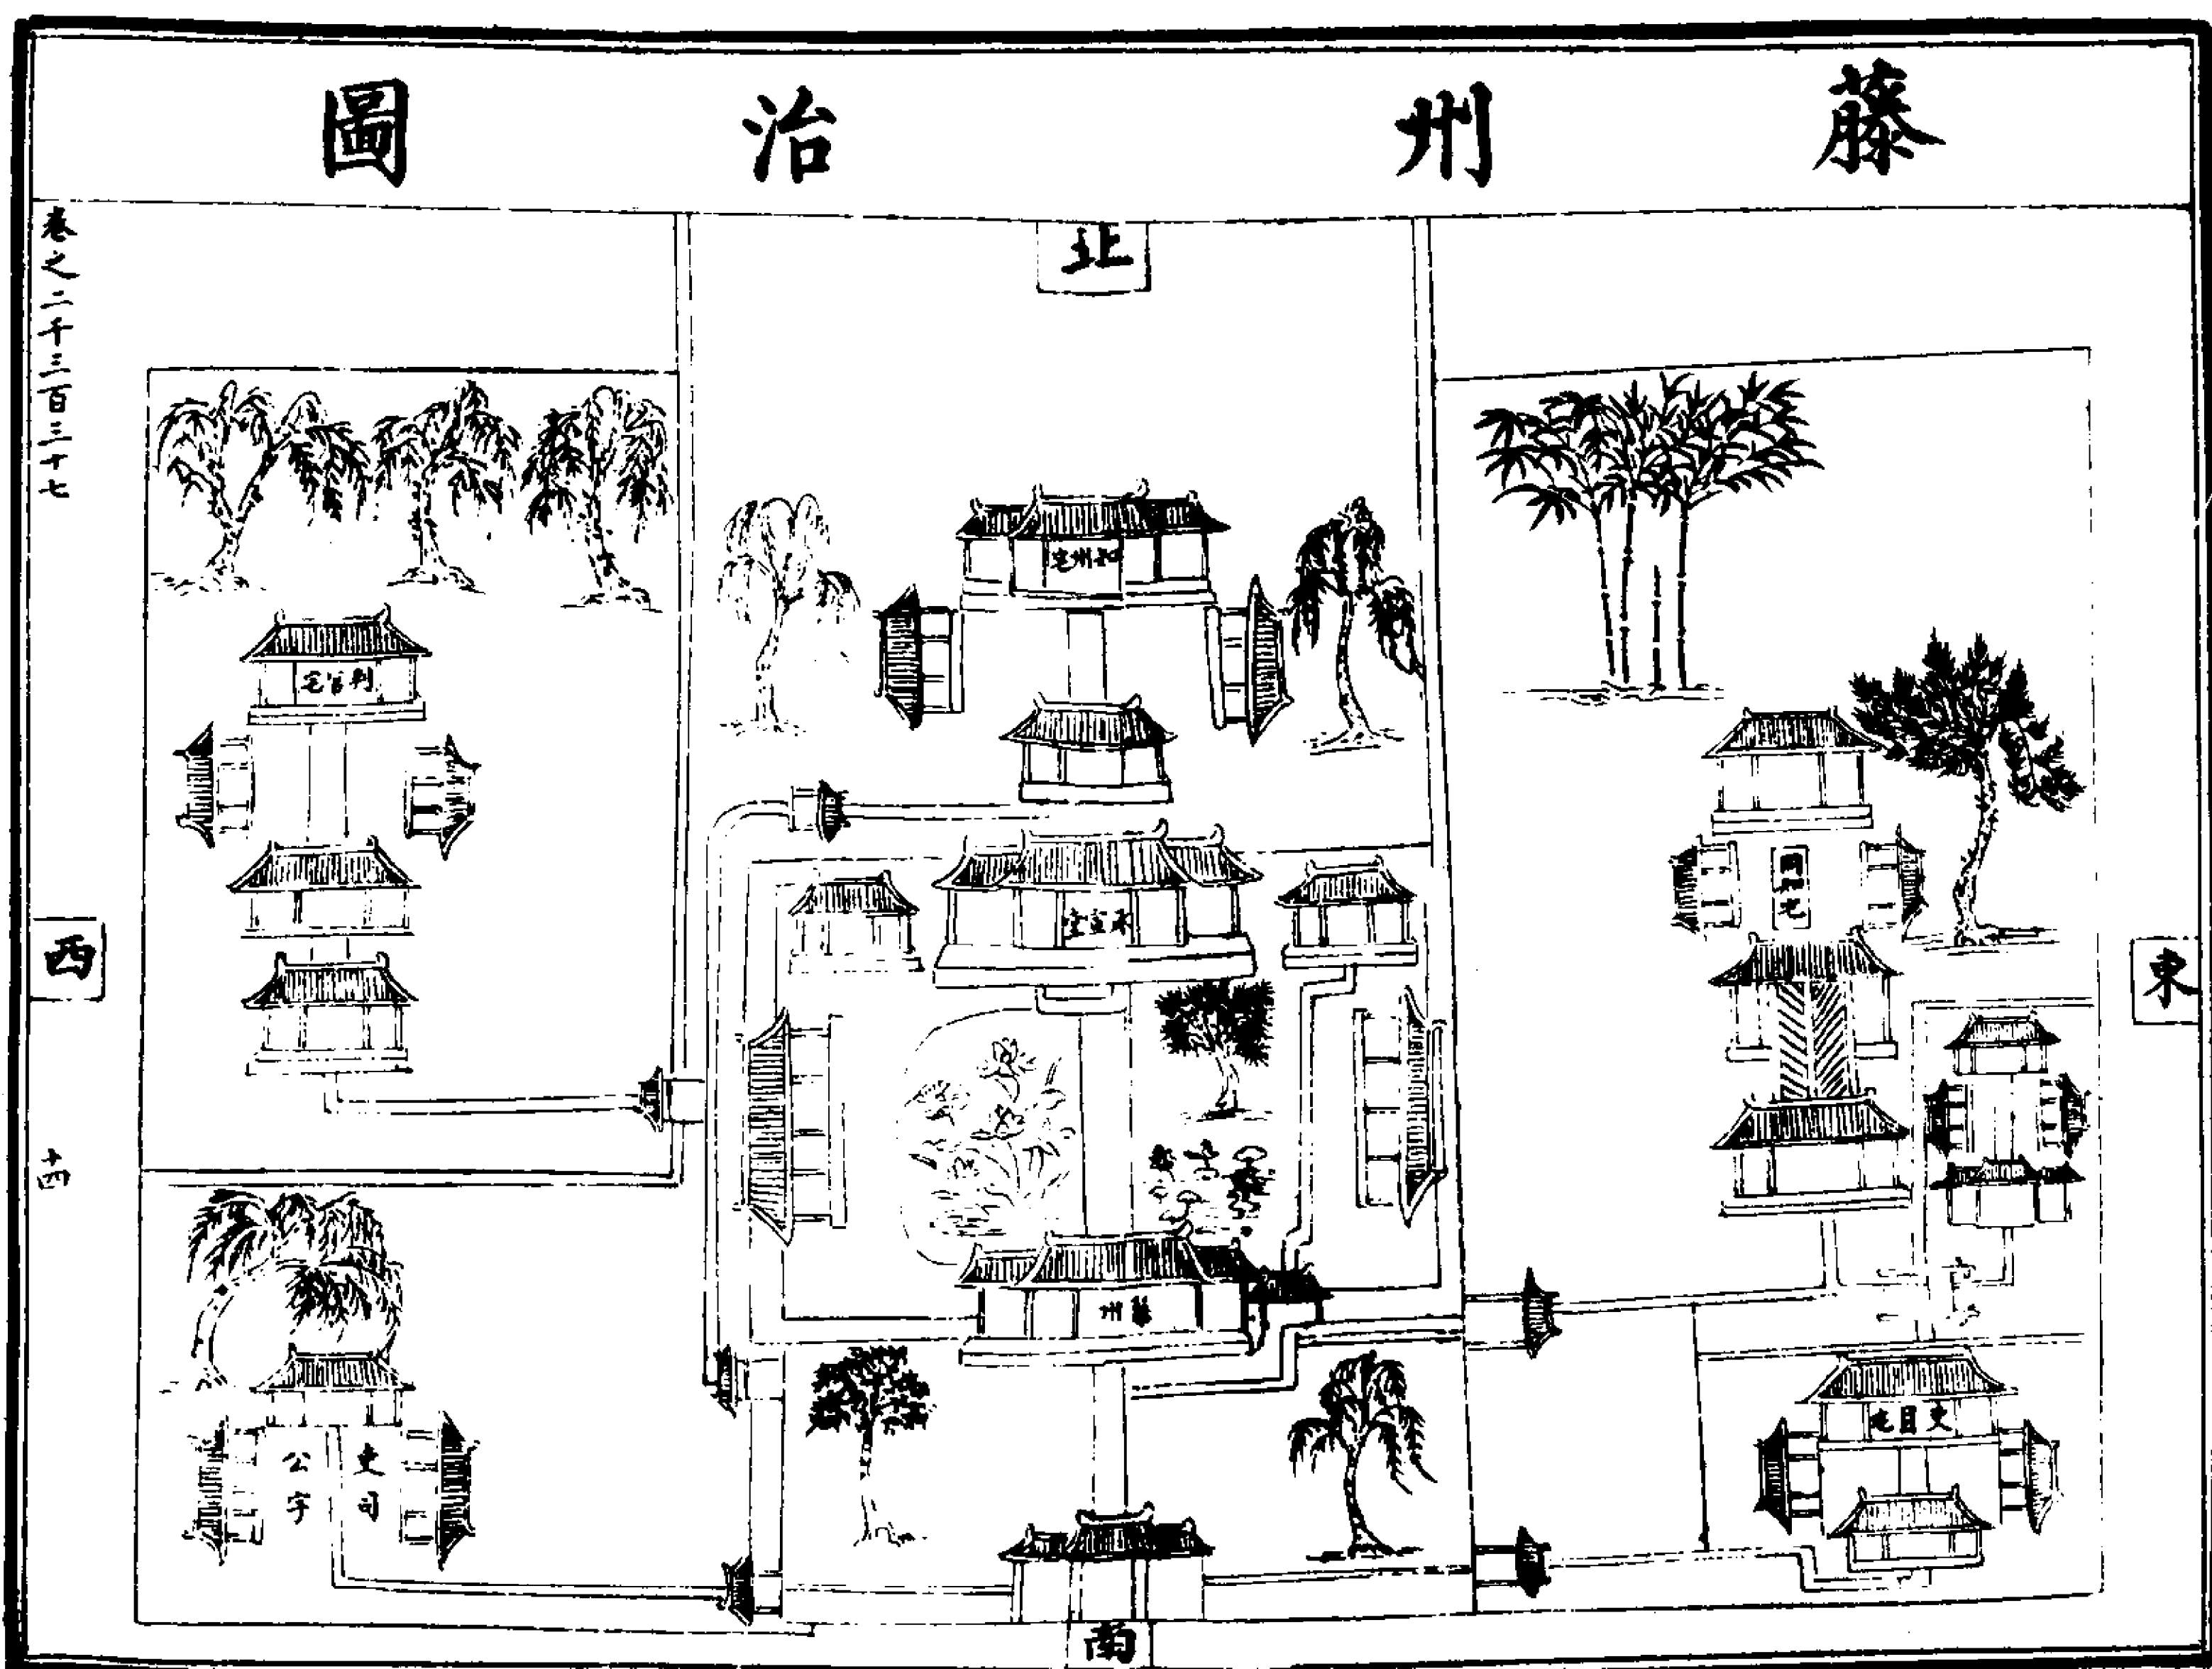 藤州治圖
北
東
西
南
知州宅
判官宅
同知宅
承宣堂
藤州
吏目宅
吏司
公宇
卷之二千三百三十七
十四